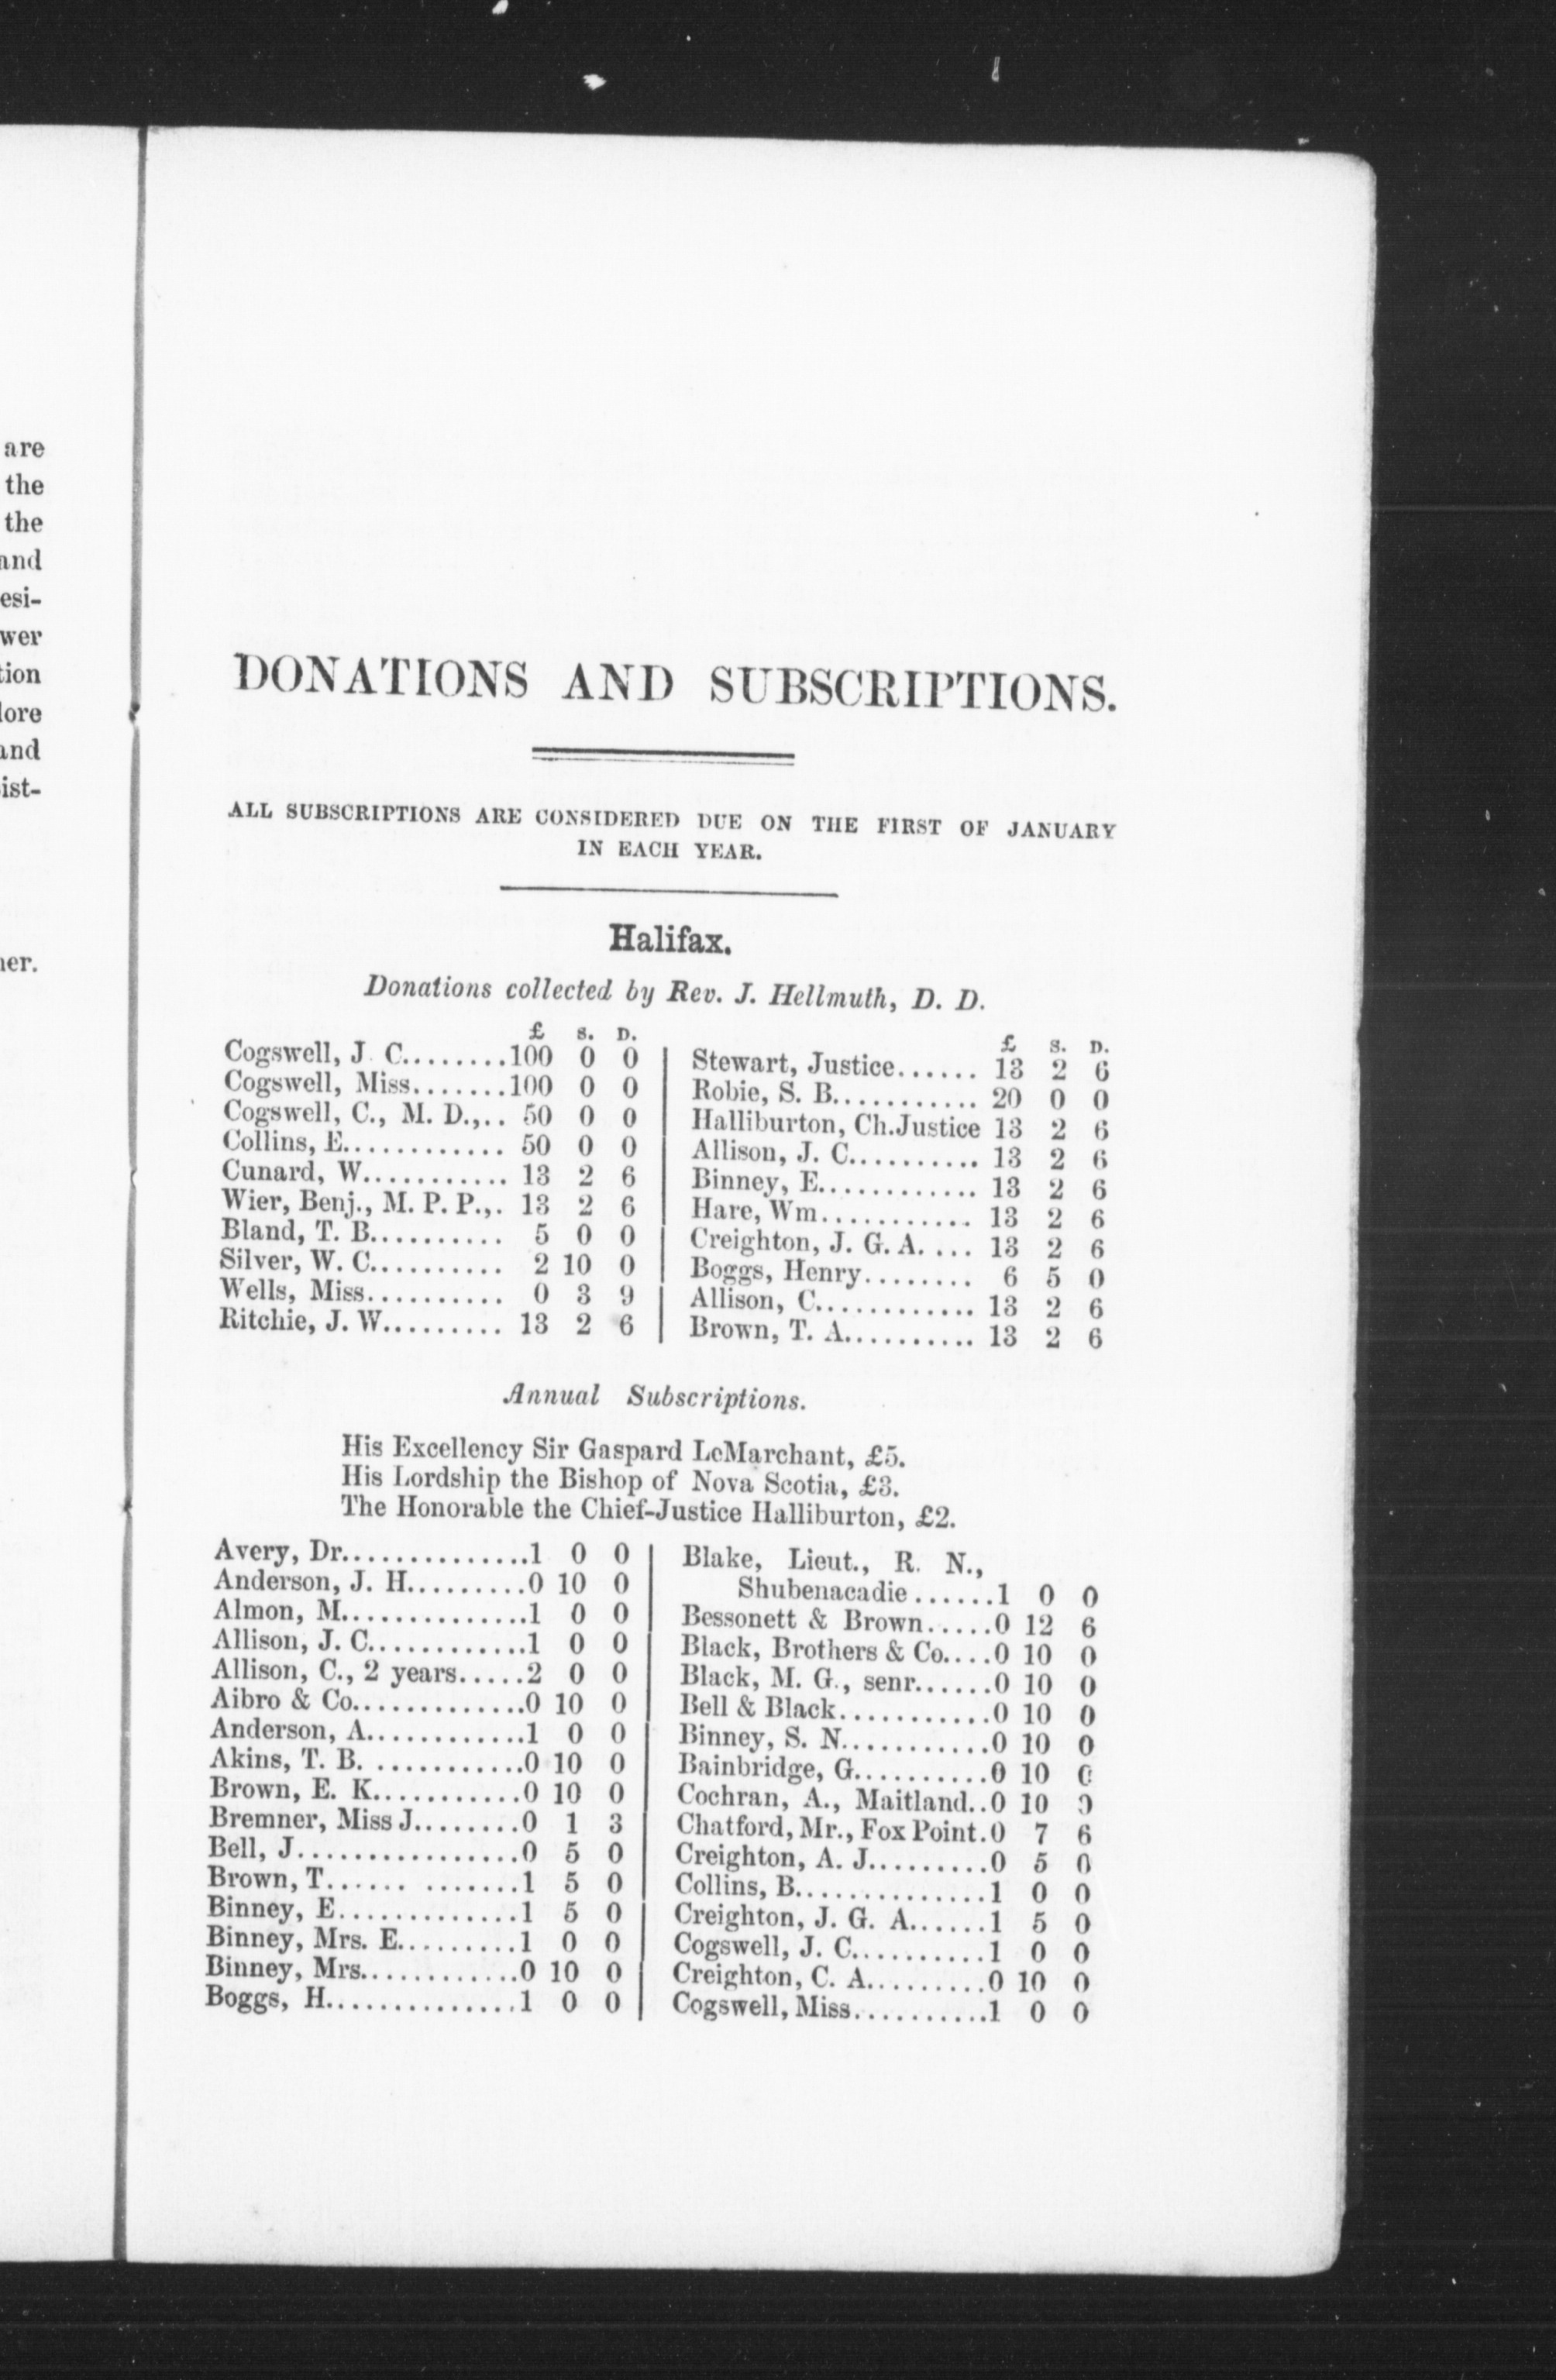 are
the
the
and
esi-
wer
tion
lore
and
ist-
ner.
DONATIONS AND SUBSCRIPTIONS.
ALL SUBSCRIPTIONS ARE CONSIDERED DUE ON THE FIRST OF JANUARY
IN EACH YEAR.
Halifax.
Donations collected by Rev. J. Hellmuth, D. D.
£ S. D.
Cogswell, J. C........100 0 0
Cogswell, Miss.......100 0 0
Cogswell, C., M. D.,.. 50 0 0
Collins, E............ 50 0 0
Cunard, W........... 13 2 6
Wier, Benj., M. P. P.,. 13 2 6
Bland, T. B.......... 5 0 0
Silver, W. C.......... 2 10 0
Wells, Miss.......... 0 3 9
Ritchie, J. W......... 13 2 6
£ S. D.
Stewart, Justice...... 13 2 6
Robie, S. B........... 20 0 0
Halliburton, Ch.Justice 13 2 6
Allison, J. C.......... 13 2 6
Binney, E............ 13 2 6
Hare, Wm........... 13 2 6
Creighton, J. G. A. ... 13 2 6
Boggs, Henry........ 6 5 0
Allison, C............ 13 2 6
Brown, T. A.......... 13 2 6
Annual Subscriptions.
His Excellency Sir Gaspard LeMarchant, £5.
His Lordship the Bishop of Nova Scotia, £3.
The Honorable the Chief-Justice Halliburton, £2.
Avery, Dr...............1 0 0
Anderson, J. H.........0 10 0
Almon, M..............1 0 0
Allison, J. C............1 0 0
Allison, C., 2 years.....2 0 0
Albro & Co..............0 10 0
Anderson, A............1 0 0
Akins, T. B. ...........0 10 0
Brown, E. K...........0 10 0
Bremner, Miss J........0 1 3
Bell, J.................0 5 0
Brown, T...... .......1 5 0
Binney, E.............1 5 0
Binney, Mrs. E.........1 0 0
Binney, Mrs............0 10 0
Boggs, H..............1 0 0
Blake, Lieut., R. N.,
Shubenacadie......1 0 0
Bessonett & Brown.....0 12 6
Black, Brothers & Co....0 10 0
Black, M. G., senr......0 10 0
Bell & Black...........0 10 0
Binney, S. N...........0 10 0
Bainbridge, G..........0 10 0
Cochran, A., Maitland..0 10 0
Chatford, Mr., Fox Point.0 7 6
Creighton, A. J.........0 5 0
Collins, B..............1 0 0
Creighton, J. G. A......1 5 0
Cogswell, J. C..........1 0 0
Creighton, C. A.........0 10 0
Cogswell, Miss..........1 0 0